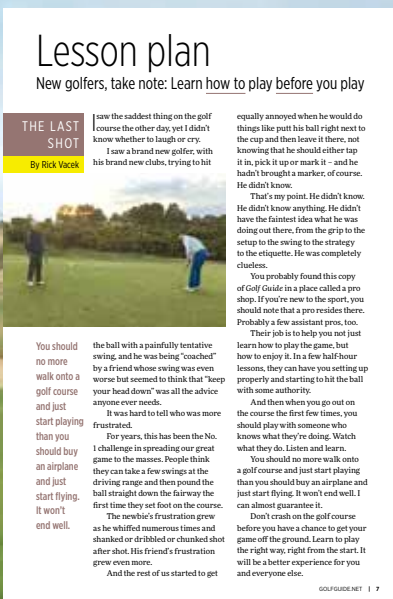 Lesson plan
New golfers, take note: Learn how to play before you play
THE LAST
SHOT
By Rick Vacek
I saw the saddest thing on the golf
course the other day, yet I didn't
know whether to laugh or cry.
I saw a brand new golfer, with
his brand new clubs, trying to hit
You should
no more
walk onto a
golf course
and just
start playing
than you
should buy
an airplane
and just
start flying.
It won't
end well.
the ball with a painfully tentative
swing, and he was being "coached"
by a friend whose swing was even
worse but seemed to think that "keep
your head down" was all the advice
anyone ever needs.
It was hard to tell who was more
frustrated.
For years, this has been the No.
1 challenge in spreading our great
game to the masses. People think
they can take a few swings at the
driving range and then pound the
ball straight down the fairway the
first time they set foot on the course.
The newbie's frustration grew
as he whiffed numerous times and
shanked or dribbled or chunked shot
after shot. His friend's frustration
grew even more.
And the rest of us started to get
equally annoyed when he would do
things like putt his ball right next to
the cup and then leave it there, not
knowing that he should either tap
it in, pick it up or mark it – and he
hadn't brought a marker, of course.
He didn't know.
That's my point. He didn't know.
He didn't know anything. He didn't
have the faintest idea what he was
doing out there, from the grip to the
setup to the swing to the strategy
to the etiquette. He was completely
clueless.
You probably found this copy
of Golf Guide in a place called a pro
shop. If you're new to the sport, you
should note that a pro resides there.
Probably a few assistant pros, too.
Their job is to help you not just
learn how to play the game, but
how to enjoy it. In a few half-hour
lessons, they can have you setting up
properly and starting to hit the ball
with some authority.
And then when you go out on
the course the first few times, you
should play with someone who
knows what they're doing. Watch
what they do. Listen and learn.
You should no more walk onto
a golf course and just start playing
than you should buy an airplane and
just start flying. It won't end well. I
can almost guarantee it.
Don't crash on the golf course
before you have a chance to get your
game off the ground. Learn to play
the right way, right from the start. It
will be a better experience for you
and everyone else.
GOLFGUIDE.NET | 7